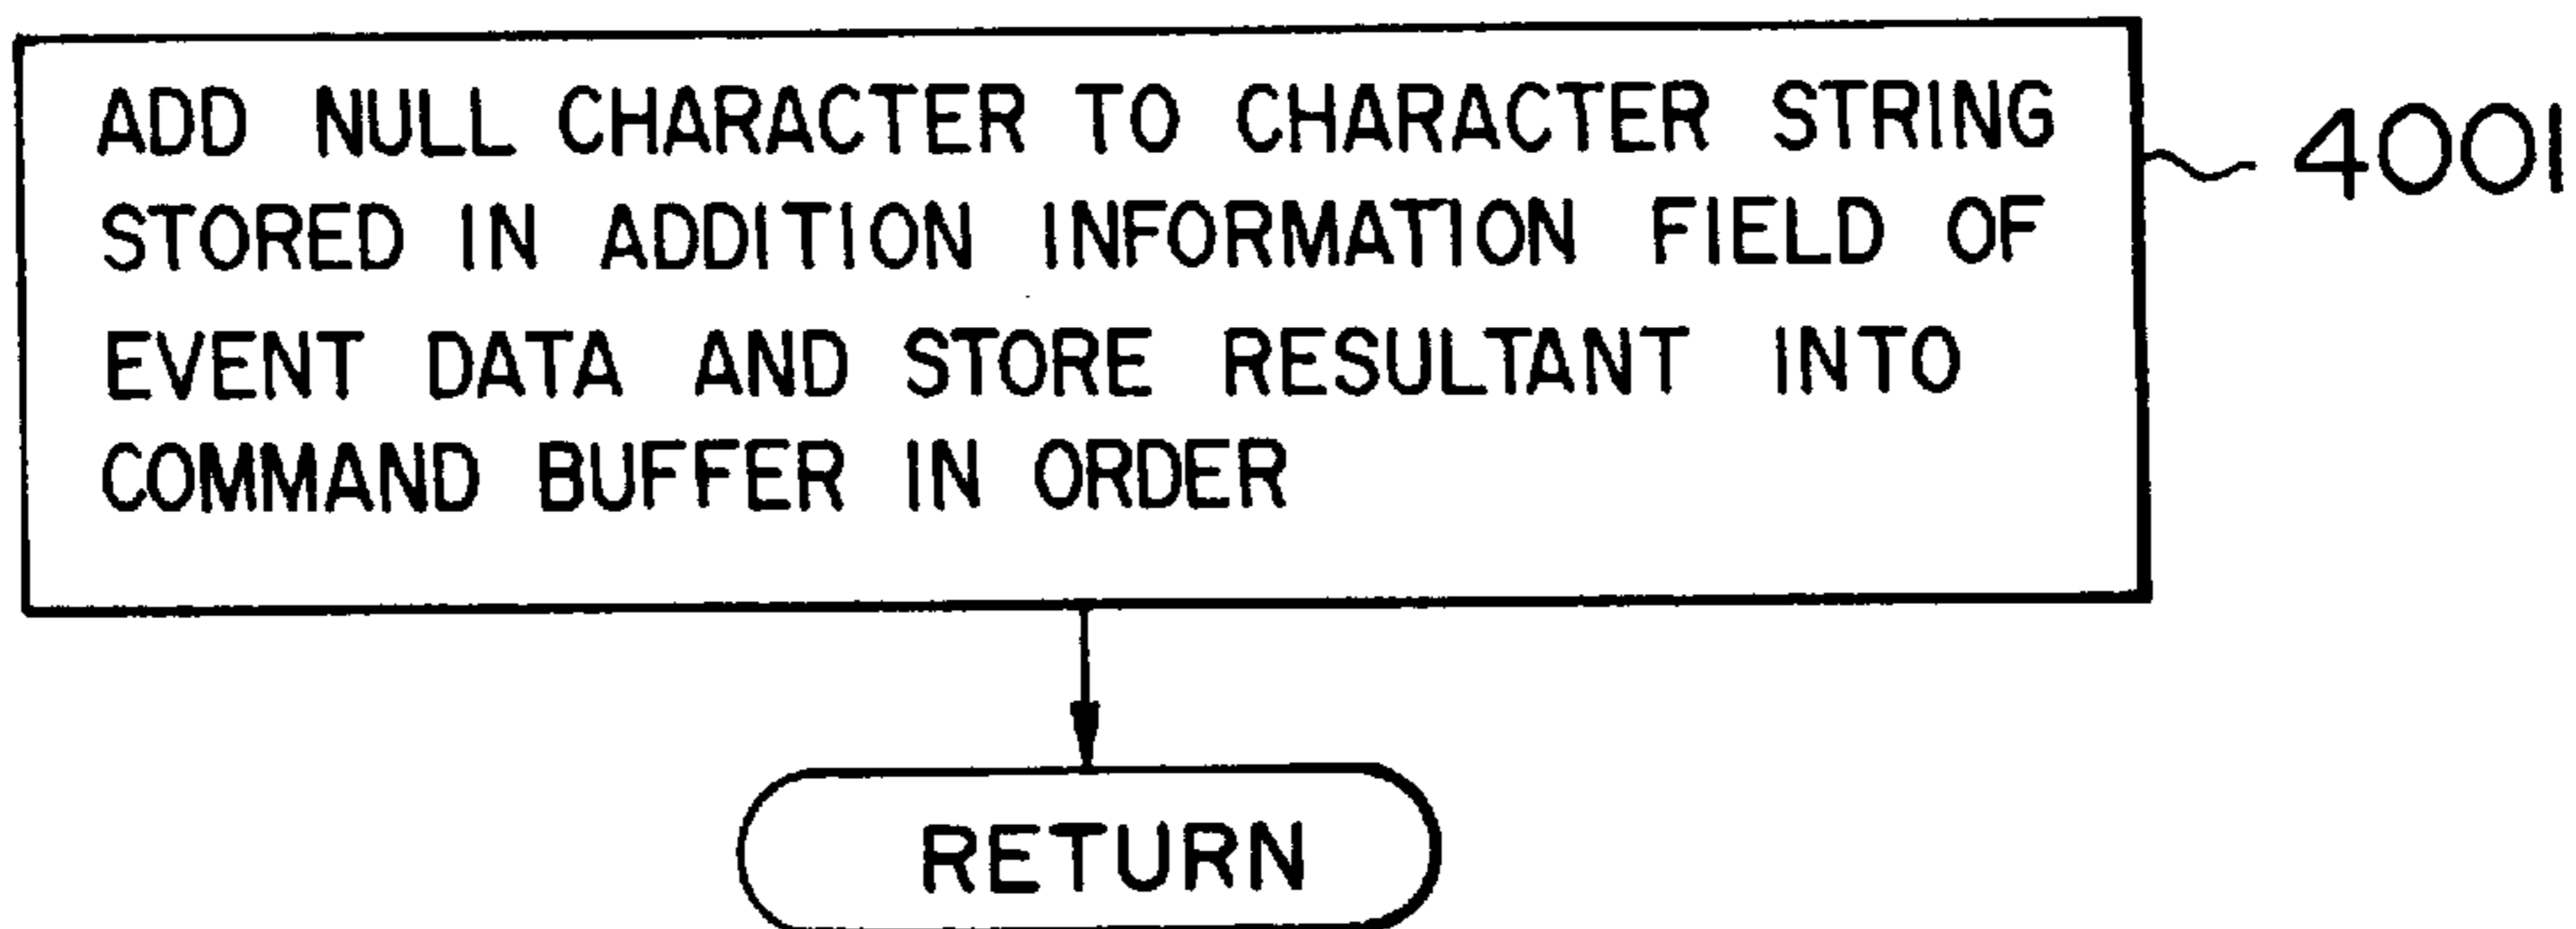 ADD NULL CHARACTER TO CHARACTER STRING
STORED IN ADDITION INFORMATION FIELD OF
EVENT DATA AND STORE RESULTANT INTO
COMMAND BUFFER IN ORDER
4001
RETURN